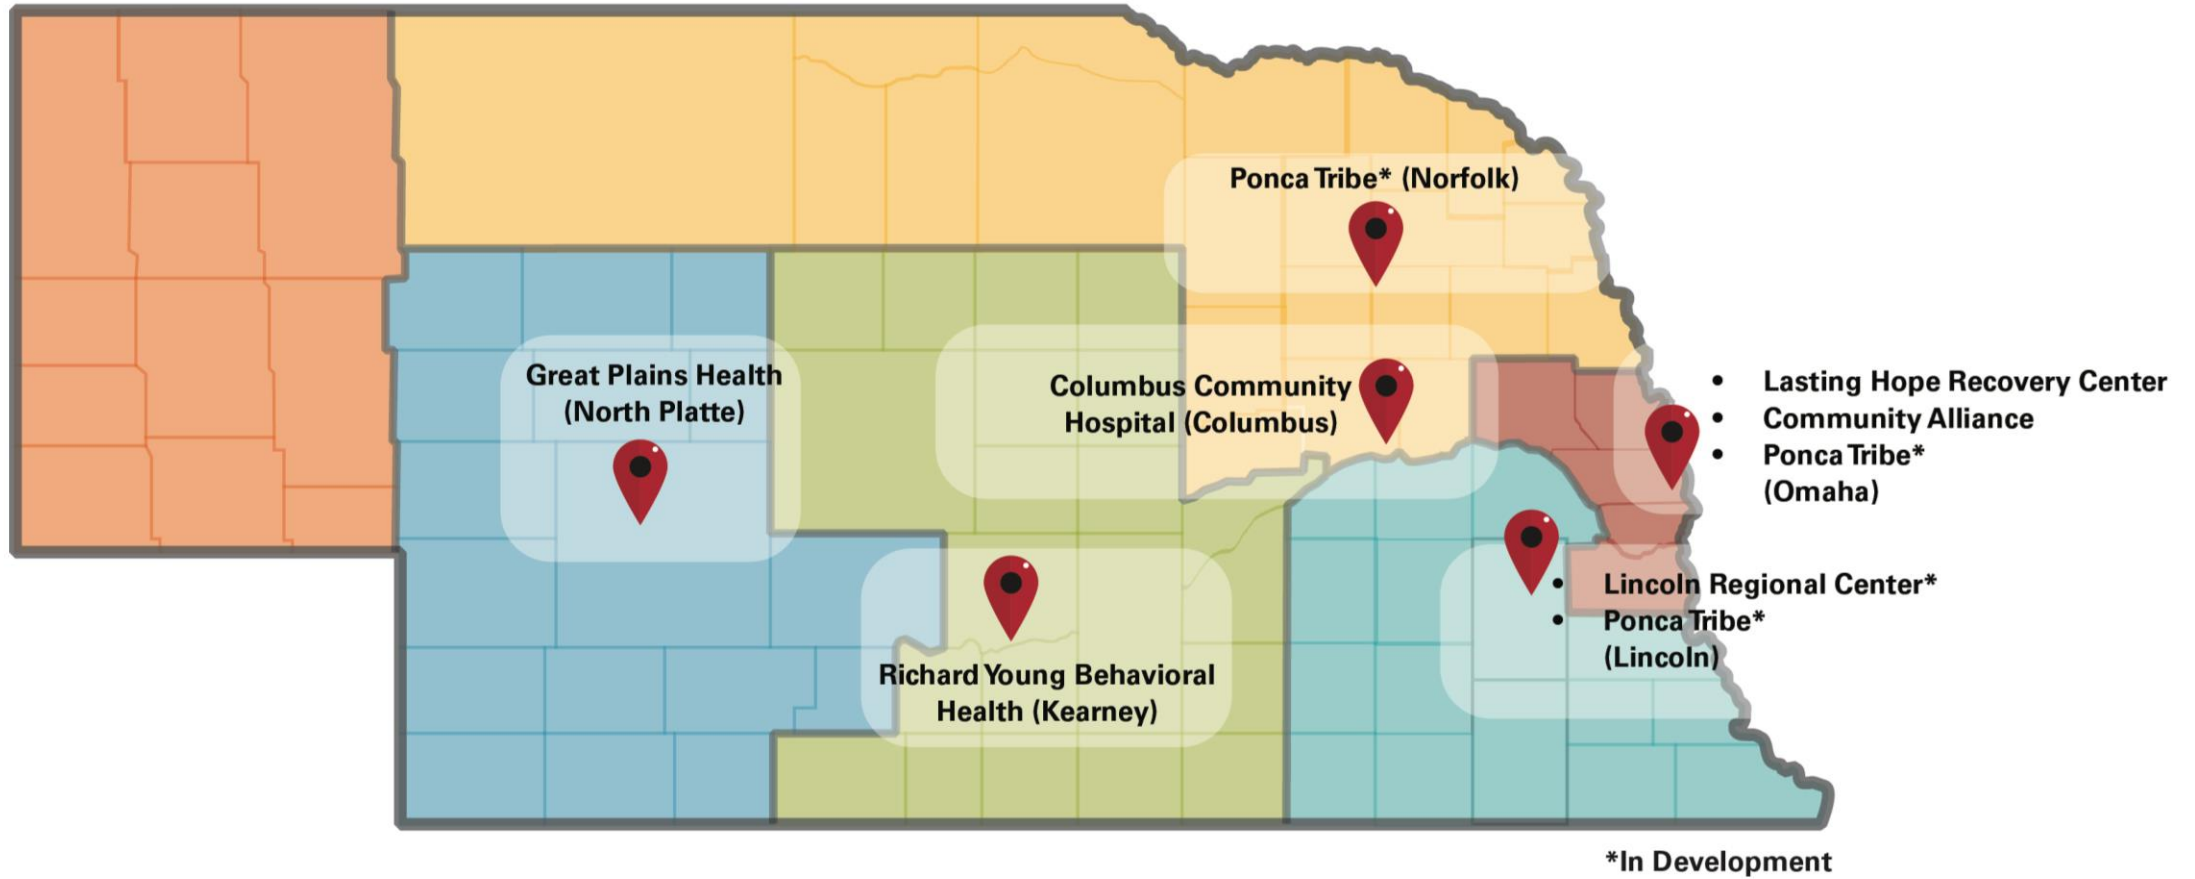 Ponca Tribe* (Norfolk)
Great Plains Health
(North Platte)
Columbus Community
Hospital (Columbus)
• Lasting Hope Recovery Center
• Community Alliance
• Ponca Tribe*
(Omaha)
• Lincoln Regional Center*
• Ponca Tribe*
(Lincoln)
Richard Young Behavioral
Health (Kearney)
*In Development